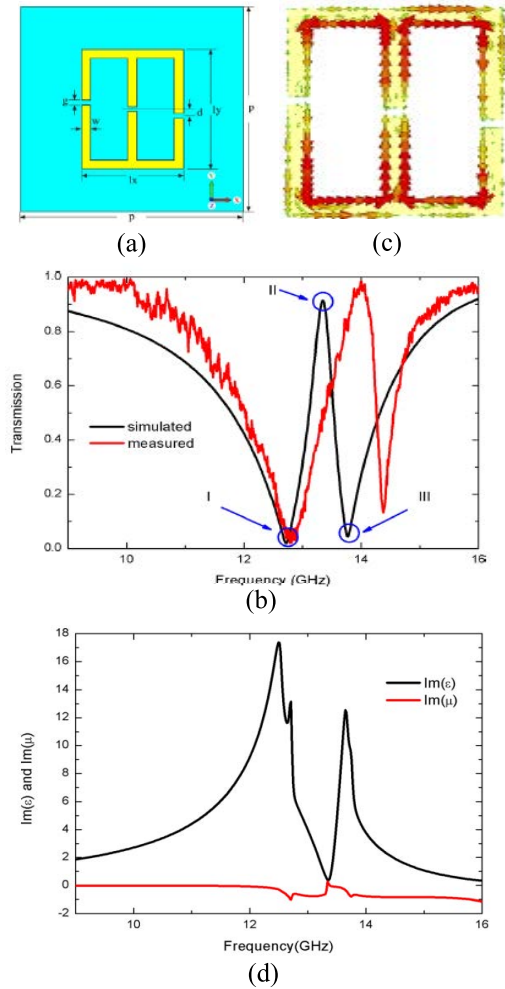 g
w
ly
d
p
lx
p
(a)
(c)
1.0
0.8
0.6
0.4
0.2
0.0
Transmission
simulated
measured
I
II
III
10
12
14
16
Frequency (GHz)
(b)
18
16
14
12
10
8
6
4
2
0
-2
Im(ε) and Im(μ)
Im(ε)
Im(μ)
10
12
14
16
Frequency(GHz)
(d)